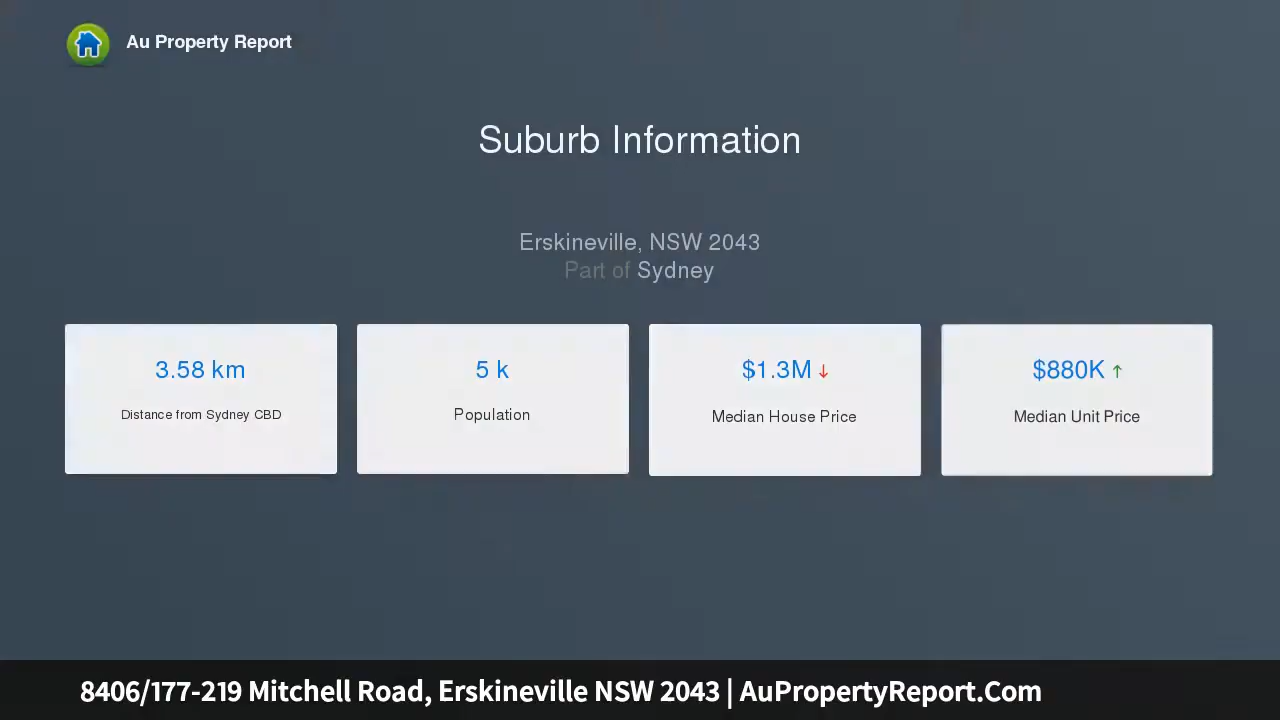 Au Property Report
Suburb Information
Erskineville, NSW 2043
Part of Sydney
3.58 km
Distance from Sydney CBD
5 k
Population
$1.3M ↓
Median House Price
$880K ↑
Median Unit Price
8406/177-219 Mitchell Road, Erskineville NSW 2043 | AuPropertyReport.Com